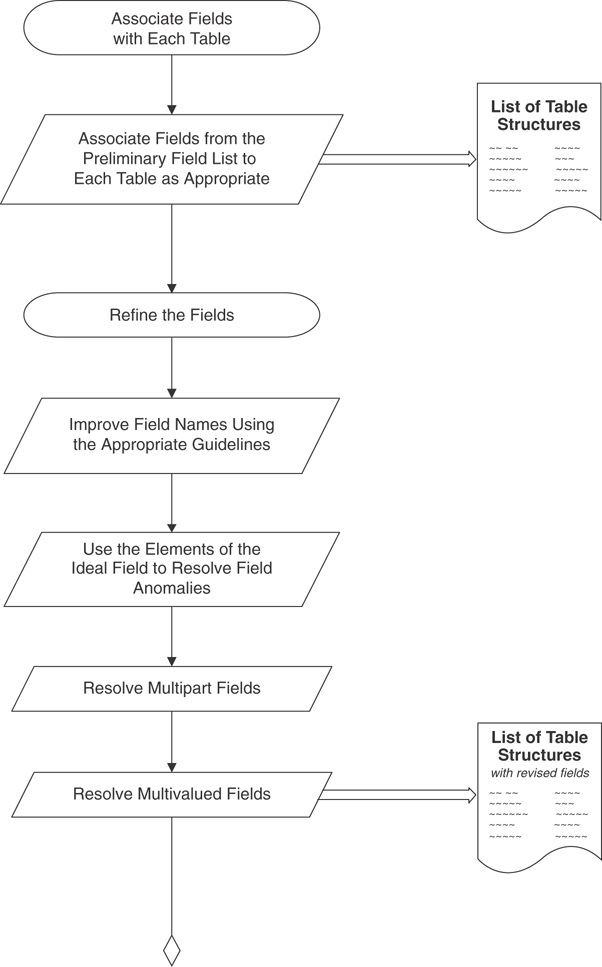 Associate Fields
with Each Table
Associate Fields from the
Preliminary Field List to
Each Table as Appropriate
List of Table
Structures
Refine the Fields
Improve Field Names Using
the Appropriate Guidelines
Use the Elements of the
Ideal Field to Resolve Field
Anomalies
Resolve Multipart Fields
Resolve Multivalued Fields
List of Table
Structures
with revised fields